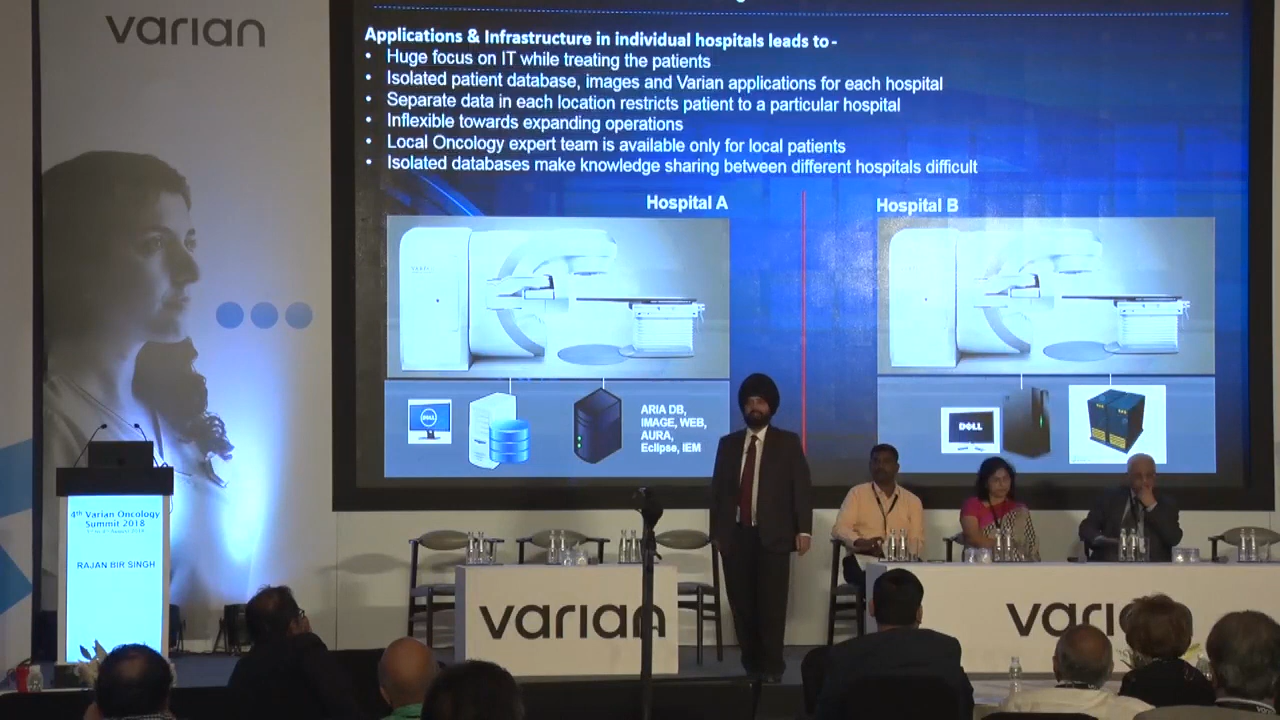 varian
Applications & Infrastructure in individual hospitals leads to -
• Huge focus on IT while treating the patients
• Isolated patient database, images and Varian applications for each hospital
• Separate data in each location restricts patient to a particular hospital
• Inflexible towards expanding operations
• Local Oncology expert team is available only for local patients
• Isolated databases make knowledge sharing between different hospitals difficult
Hospital A
Hospital B
DELL
ARIA DB,
IMAGE, WEB,
AURA,
Eclipse, IEM
DELL
4th Varian Oncology
Summit 2018
RAJAN BIR SINGH
varian